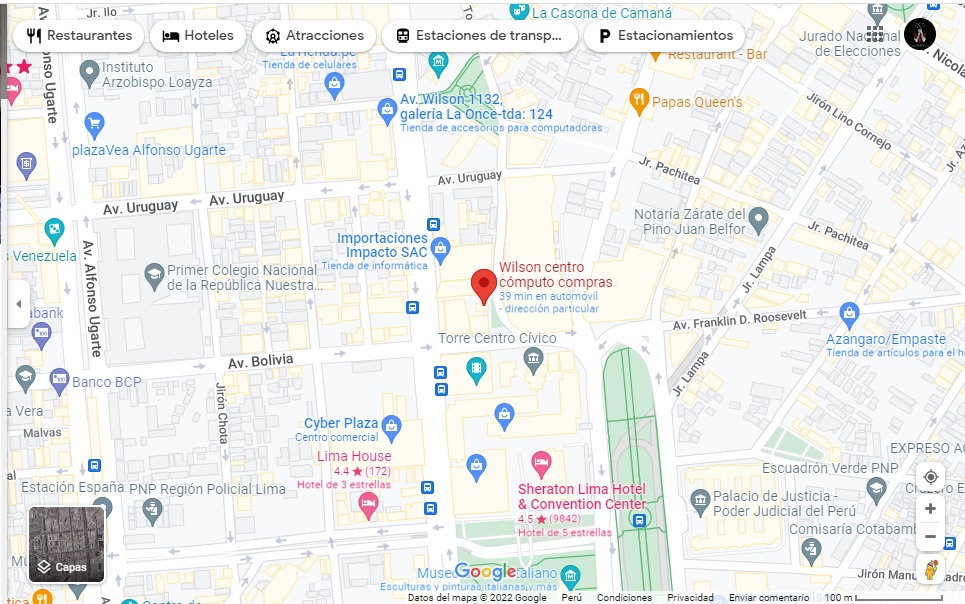 Jr. Ilo
La Casona de Camaná
Restaurantes
Hoteles
Atracciones
Estaciones de transp...
Estacionamientos
Jurado Nacional
de Elecciones
Nicola
Alfonso Ugarte
Instituto
Arzobispo Loayza
La Tienda.pe
Tienda de celulares
Restaurant - Bar
Av. Wilson 1132,
galería La Once-tda: 124
Tienda de accesorios para computadoras
Papas Queen's
Jirón Lino Cornejo
plazaVea Alfonso Ugarte
Av. Uruguay
Av. Uruguay
Av. Uruguay
Jr. Pachitea
Jr. Pachitea
Notaría Zárate del
Pino Juan Belfor
Venezuela
Importaciones
Impacto SAC
Tienda de informática
Primer Colegio Nacional
de la República Nuestra...
Av. Alfonso Ugarte
Wilson centro
cómputo compras
39 min en automóvil
- dirección particular
Jr. Lampa
Av. Franklin D. Roosevelt
Azangaro/Empaste
Tienda de artículos para el h
abank
Torre Centro Cívico
Av. Bolivia
Banco BCP
Jirón Chota
Jr. Lampa
a Vera
Malvas
Cyber Plaza
Centro comercial
Lima House
4.4 ★ (172)
Hotel de 3 estrellas
EXPRESO
Escuadrón Verde PNP
al
Estación España
PNP Región Policial Lima
Sheraton Lima Hotel
& Convention Center
4.5 ★ (9842)
Hotel de 5 estrellas
Palacio de Justicia -
Poder Judicial del Perú
Comisaría Cotabam
Capas
Google
Esculturas y pinturas italianas y más
Jirón Manu
Datos del mapa © 2022 Google
Perú
Condiciones
Privacidad
Enviar comentario
100 m